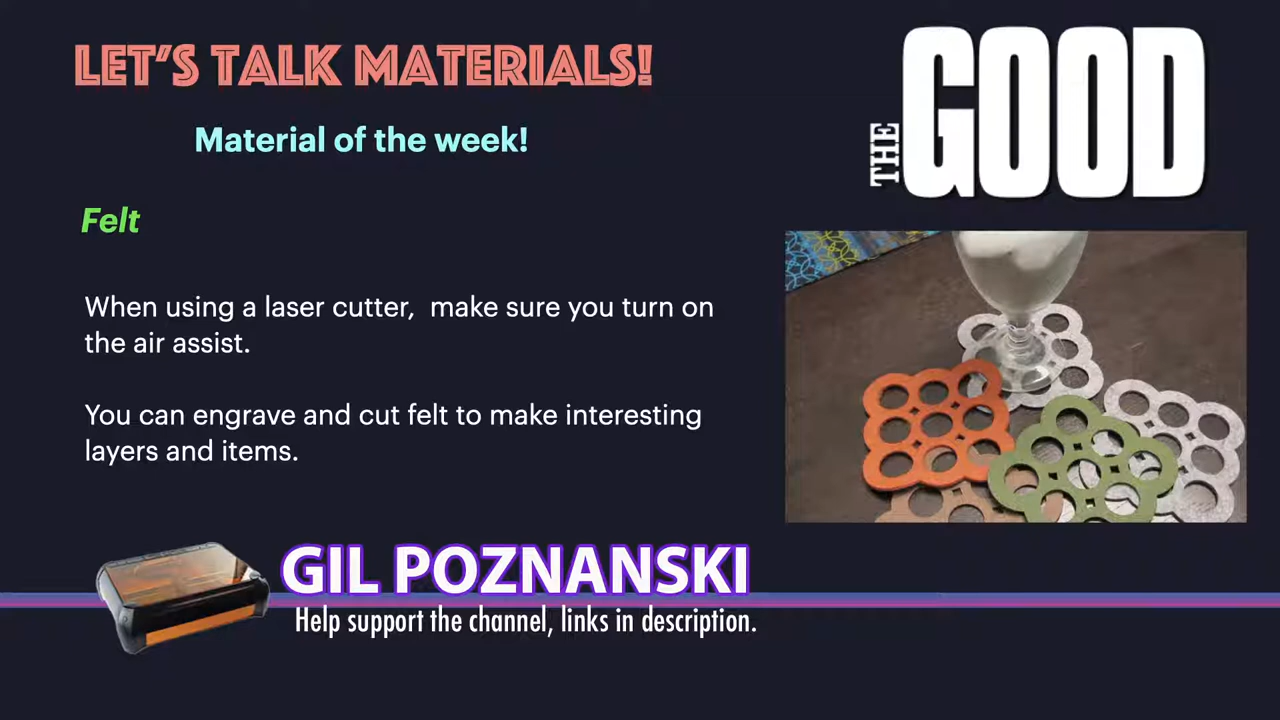 LET'S TALK MATERIALS!
Material of the week!
THE GOOD
Felt
When using a laser cutter,  make sure you turn on
the air assist.
You can engrave and cut felt to make interesting
layers and items.
GIL POZNANSKI
Help support the channel, links in description.